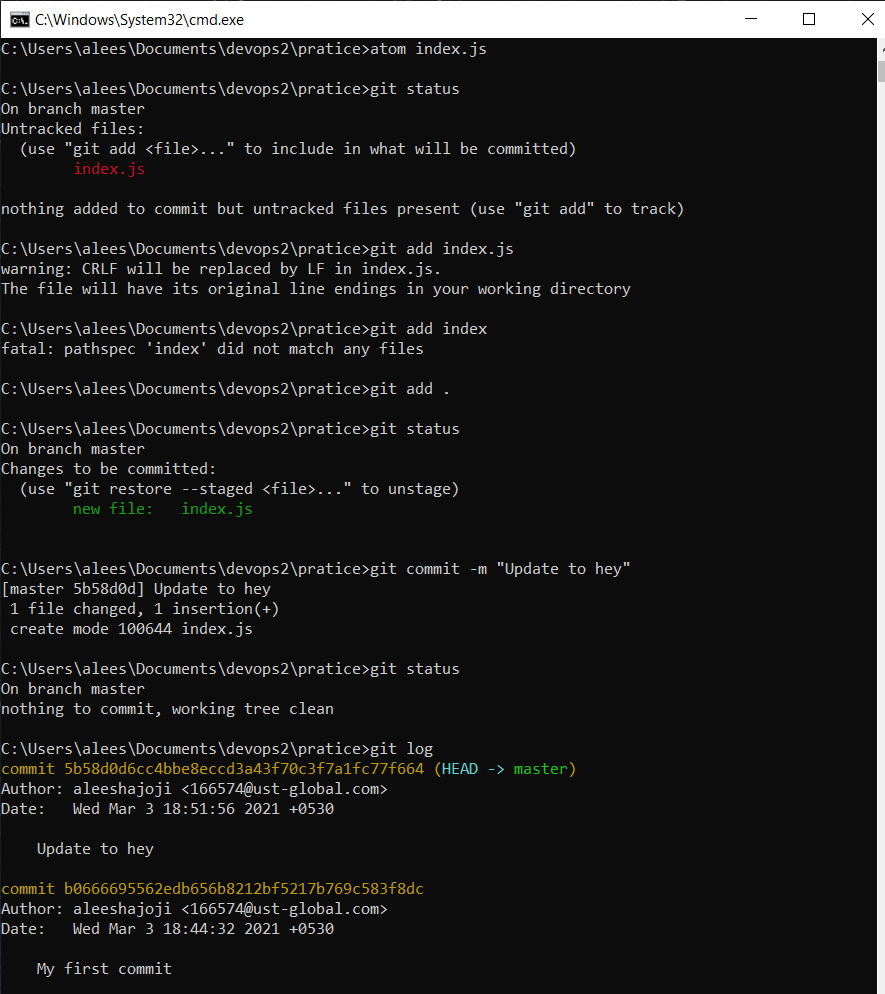 C:\Windows\System32\cmd.exe
C:\Users\alees\Documents\devops2\pratice>atom index.js
C:\Users\alees\Documents\devops2\pratice>git status
On branch master
Untracked files:
  (use "git add <file>..." to include in what will be committed)
        index.js
nothing added to commit but untracked files present (use "git add" to track)
C:\Users\alees\Documents\devops2\pratice>git add index.js
warning: CRLF will be replaced by LF in index.js.
The file will have its original line endings in your working directory
C:\Users\alees\Documents\devops2\pratice>git add index
fatal: pathspec 'index' did not match any files
C:\Users\alees\Documents\devops2\pratice>git add .
C:\Users\alees\Documents\devops2\pratice>git status
On branch master
Changes to be committed:
  (use "git restore --staged <file>..." to unstage)
        new file:   index.js
C:\Users\alees\Documents\devops2\pratice>git commit -m "Update to hey"
[master 5b58d0d] Update to hey
 1 file changed, 1 insertion(+)
 create mode 100644 index.js
C:\Users\alees\Documents\devops2\pratice>git status
On branch master
nothing to commit, working tree clean
C:\Users\alees\Documents\devops2\pratice>git log
commit 5b58d0d6cc4bbe8eccd3a43f70c3f7a1fc77f664 (HEAD -> master)
Author: aleeshajoji <166574@ust-global.com>
Date:   Wed Mar 3 18:51:56 2021 +0530
    Update to hey
commit b0666695562edb656b8212bf5217b769c583f8dc
Author: aleeshajoji <166574@ust-global.com>
Date:   Wed Mar 3 18:44:32 2021 +0530
    My first commit